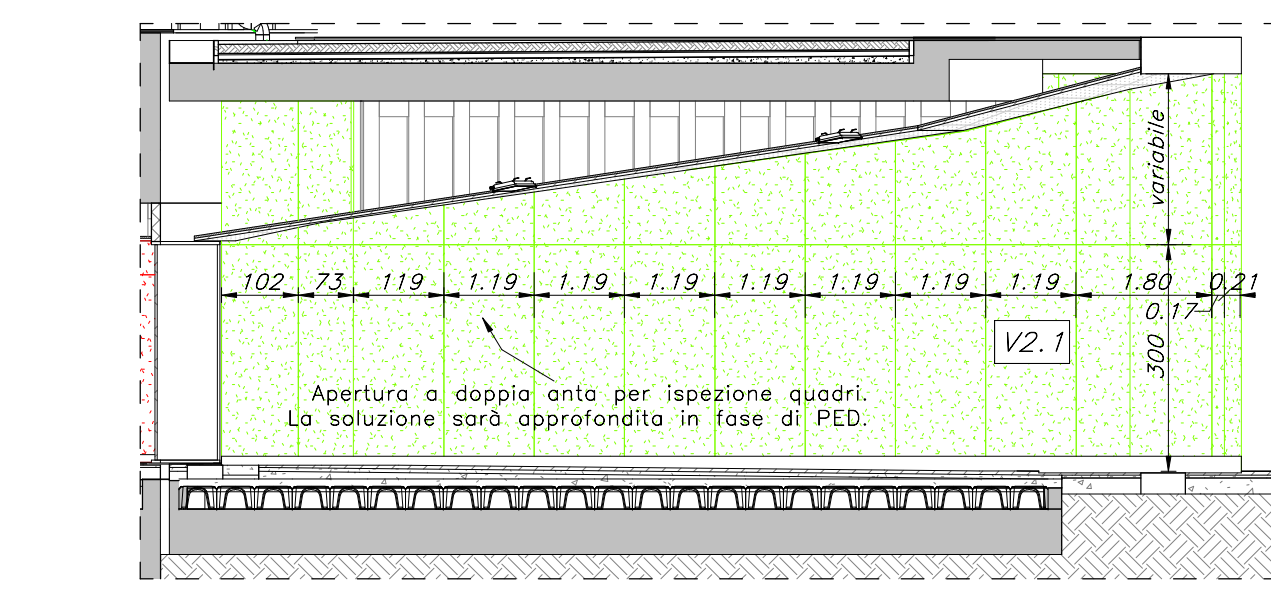 variabile
102 73 119 1.19 1.19 1.19 1.19 1.19 1.19 1.19 1.80 0.21
0.17
V2.1
300
Apertura a doppia anta per ispezione quadri.
La soluzione sarà approfondita in fase di PED.